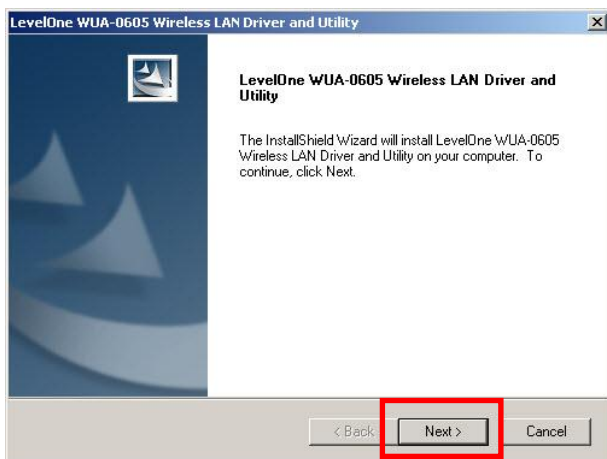 LevelOne WUA-0605 Wireless LAN Driver and Utility
LevelOne WUA-0605 Wireless LAN Driver and
Utility
The InstallShield Wizard will install LevelOne WUA-0605
Wireless LAN Driver and Utility on your computer. To
continue, click Next.
< Back Next > Cancel